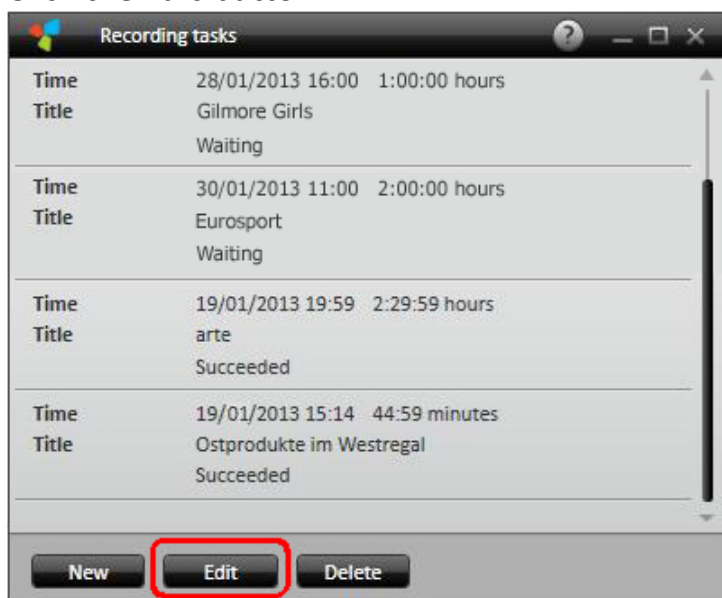 Recording tasks
Time 28/01/2013 16:00 1:00:00 hours
Title Gilmore Girls
Waiting
Time 30/01/2013 11:00 2:00:00 hours
Title Eurosport
Waiting
Time 19/01/2013 19:59 2:29:59 hours
Title arte
Succeeded
Time 19/01/2013 15:14 44:59 minutes
Title Ostprodukte im Westregal
Succeeded
New Edit Delete